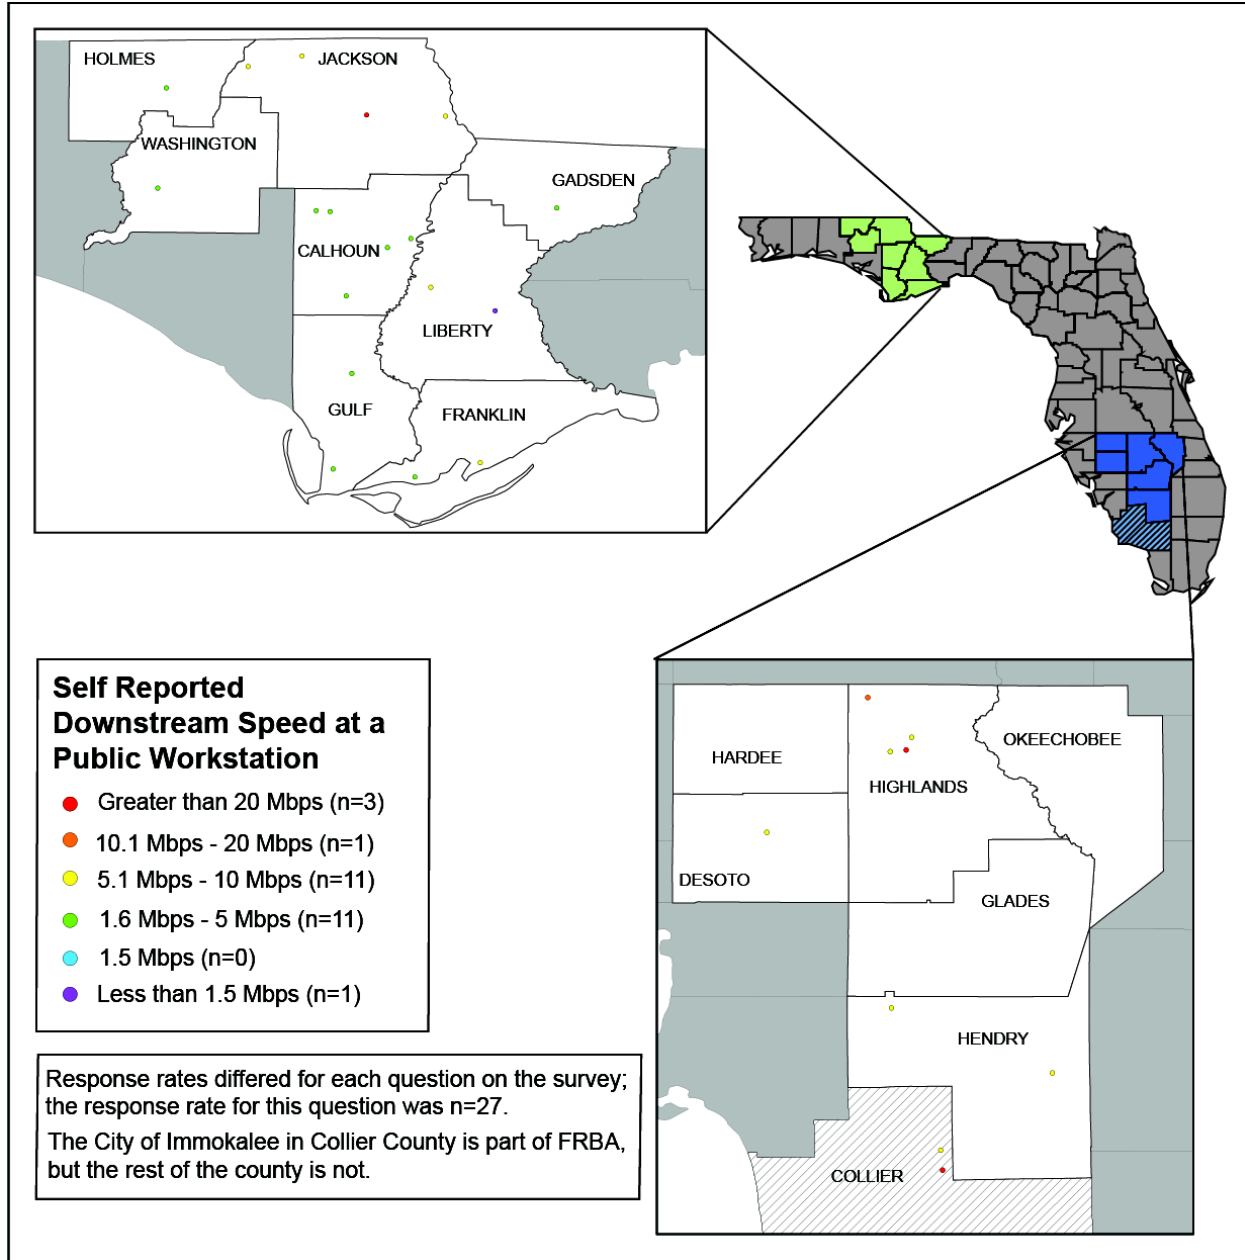 HOLMES
JACKSON
WASHINGTON
GADSDEN
CALHOUN
LIBERTY
GULF
FRANKLIN
Self Reported
Downstream Speed at a
Public Workstation
Greater than 20 Mbps (n=3)
10.1 Mbps - 20 Mbps (n=1)
5.1 Mbps - 10 Mbps (n=11)
1.6 Mbps - 5 Mbps (n=11)
1.5 Mbps (n=0)
Less than 1.5 Mbps (n=1)
Response rates differed for each question on the survey;
the response rate for this question was n=27.
The City of Immokalee in Collier County is part of FRBA,
but the rest of the county is not.
HARDEE
OKEECHOBEE
HIGHLANDS
DESOTO
GLADES
HENDRY
COLLIER